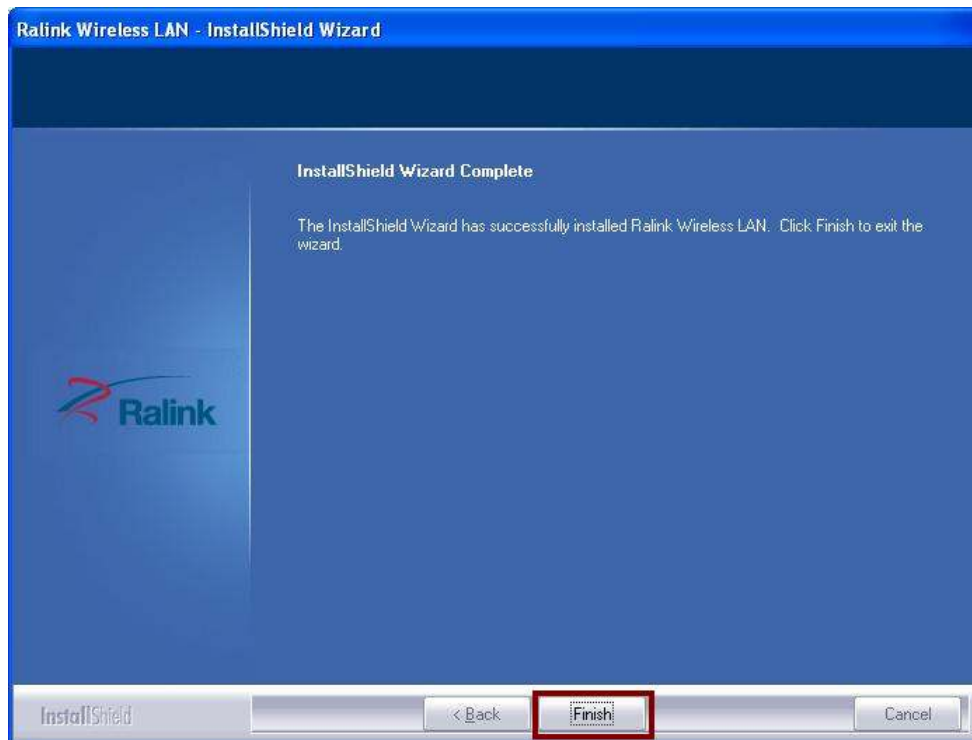 Ralink Wireless LAN - InstallShield Wizard
InstallShield Wizard Complete
The InstallShield Wizard has successfully installed Ralink Wireless LAN. Click Finish to exit the
wizard.
Ralink
InstallShield
< Back
Finish
Cancel